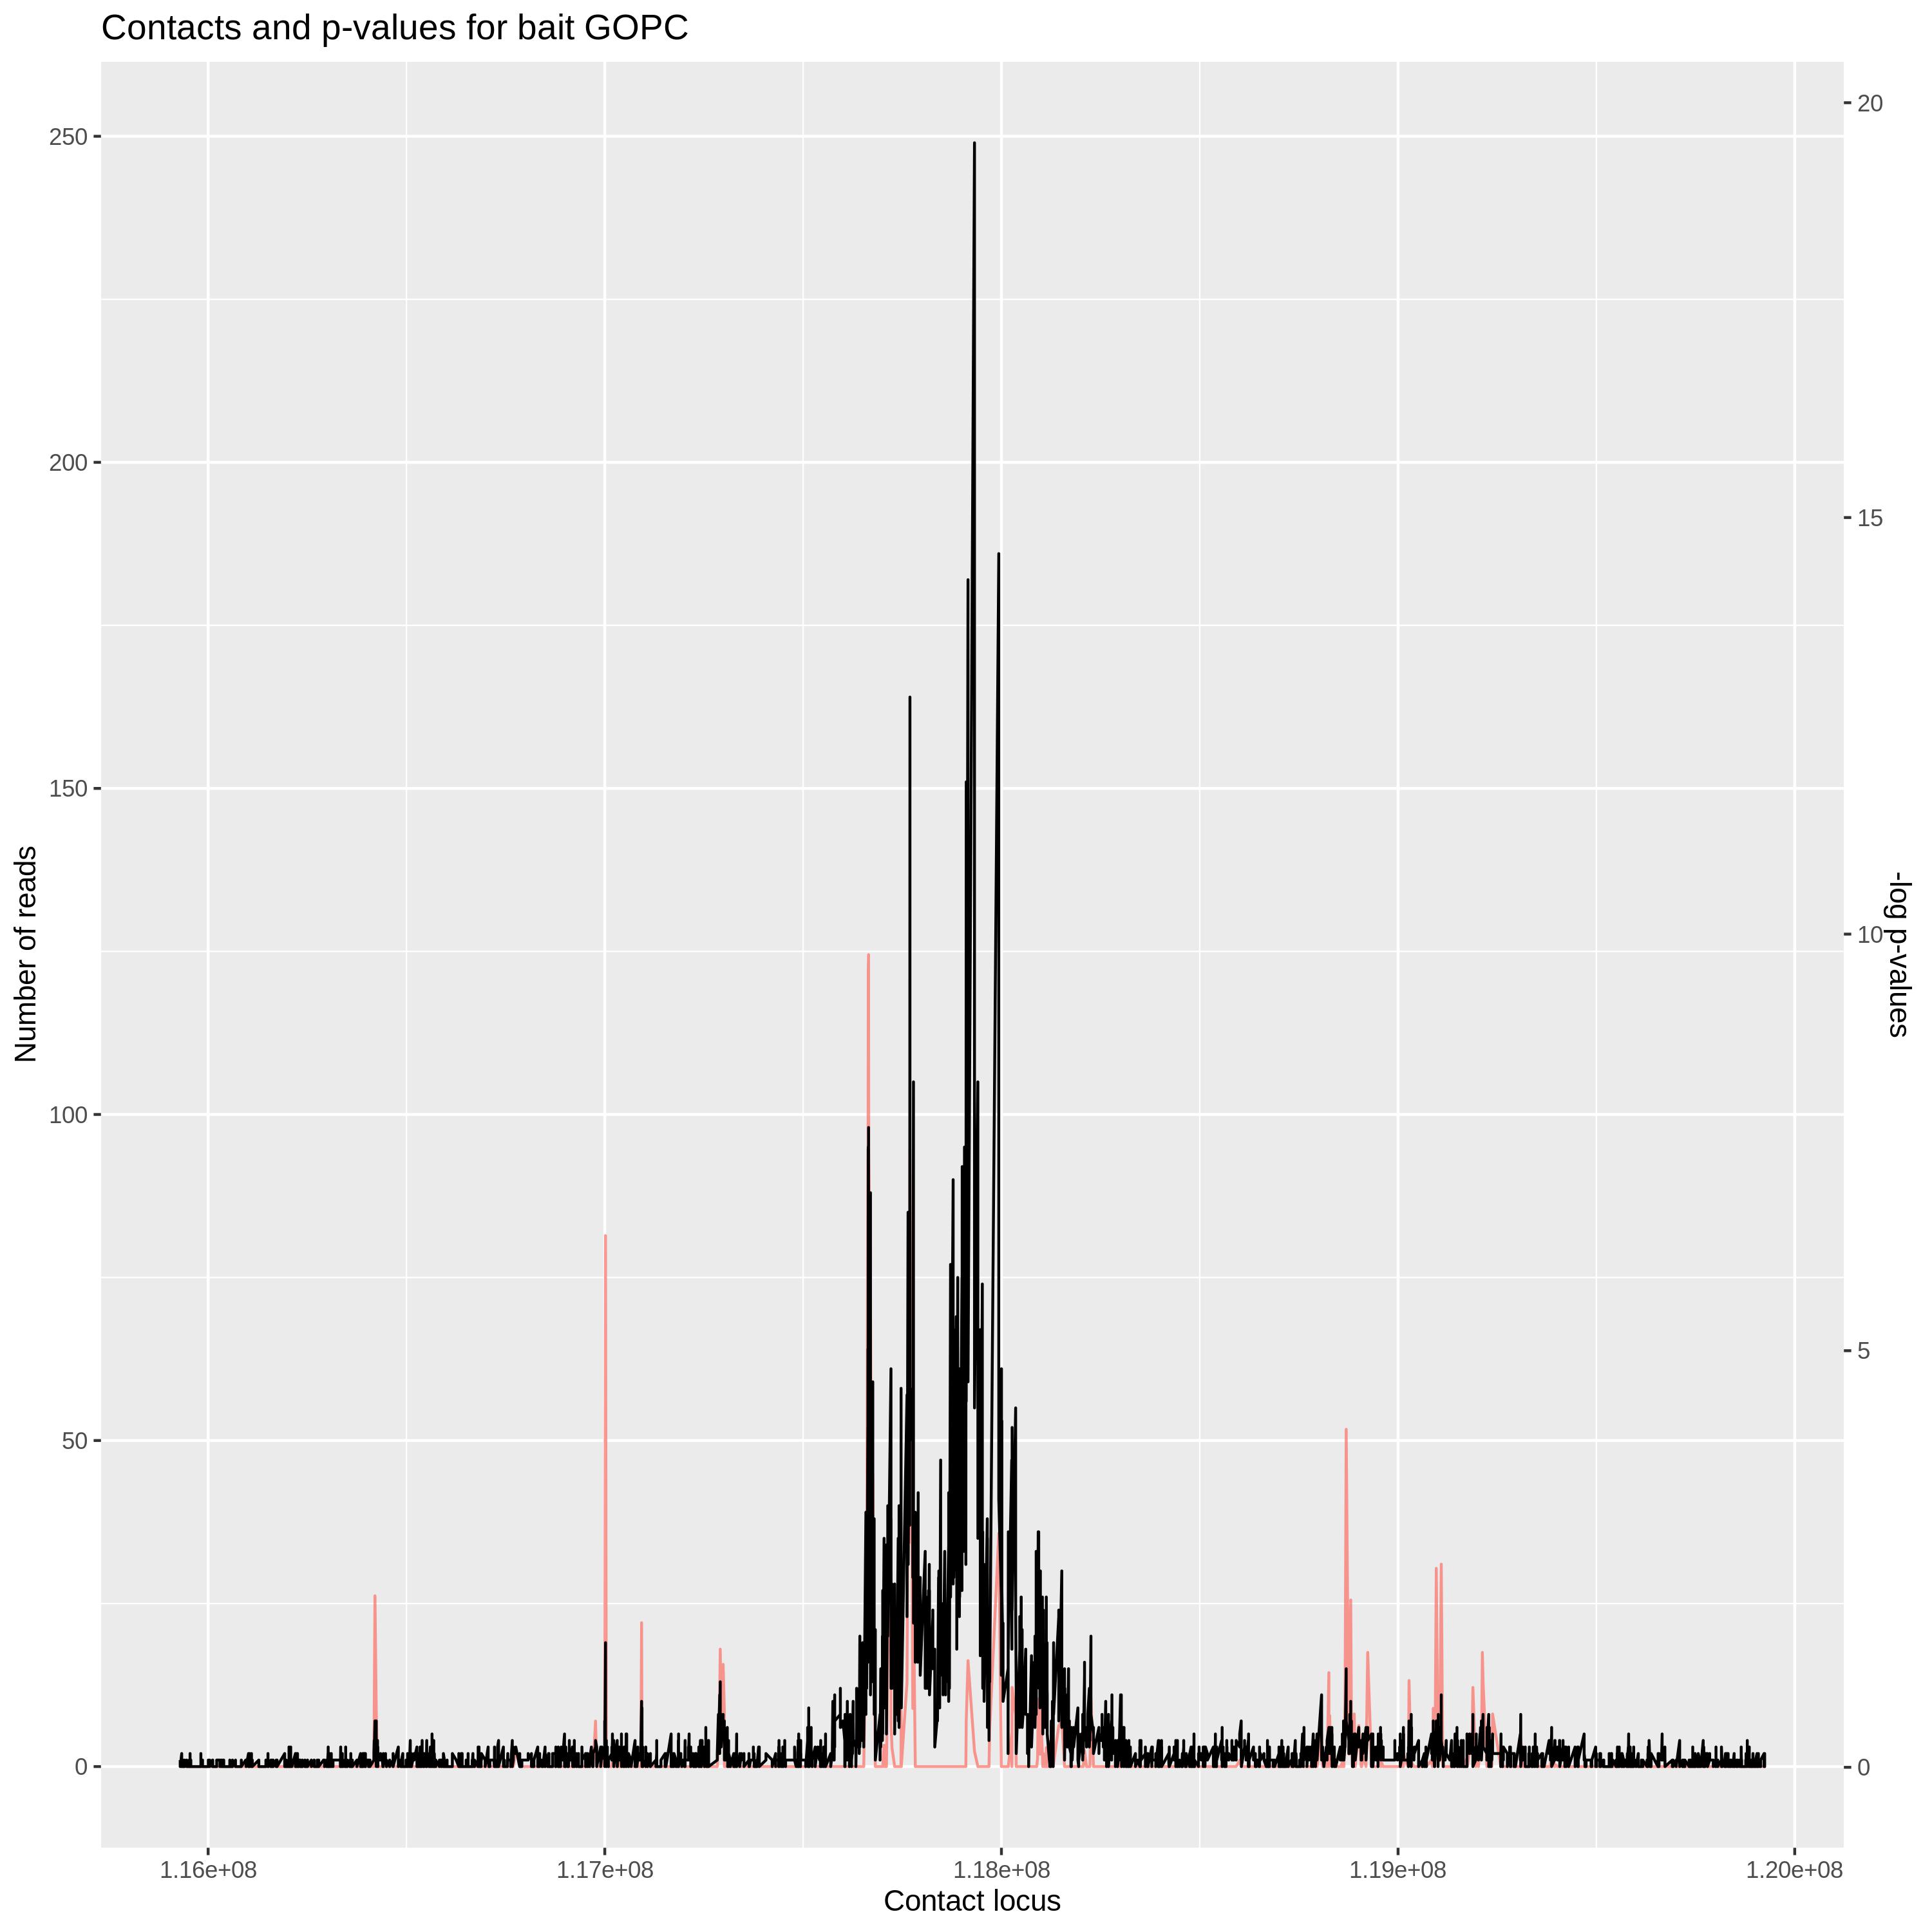 Contacts and p-values for bait GOPC
250
200
150
100
50
0
Number of reads
20
15
10
5
0
-log p-values
1.16e+08
1.17e+08
1.18e+08
1.19e+08
1.20e+08
Contact locus